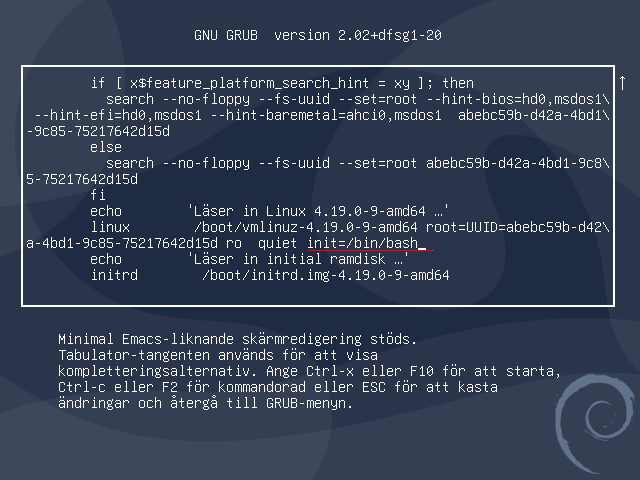 GNU GRUB  version 2.02+dfsg1-20
if [ x$feature_platform_search_hint = xy ]; then
search --no-floppy --fs-uuid --set=root --hint-bios=hd0,msdos1\
--hint-efi=hd0,msdos1 --hint-baremetal=ahci0,msdos1  abebc59b-d42a-4bd1\
-9c85-75217642d15d
else
search --no-floppy --fs-uuid --set=root abebc59b-d42a-4bd1-9c8\
5-75217642d15d
fi
echo        'Läser in Linux 4.19.0-9-amd64 …'
linux        /boot/vmlinuz-4.19.0-9-amd64 root=UUID=abebc59b-d42\
a-4bd1-9c85-75217642d15d ro  quiet init=/bin/bash_
echo        'Läser in initial ramdisk …'
initrd        /boot/initrd.img-4.19.0-9-amd64
Minimal Emacs-liknande skärmredigering stöds.
Tabulator-tangenten används för att visa
kompletteringsalternativ. Ange Ctrl-x eller F10 för att starta,
Ctrl-c eller F2 för kommandorad eller ESC för att kasta
ändringar och återgå till GRUB-menyn.